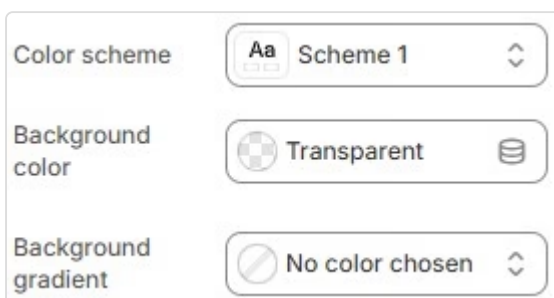 Color scheme Aa Scheme 1
Background
color
Transparent
Background
gradient
No color chosen